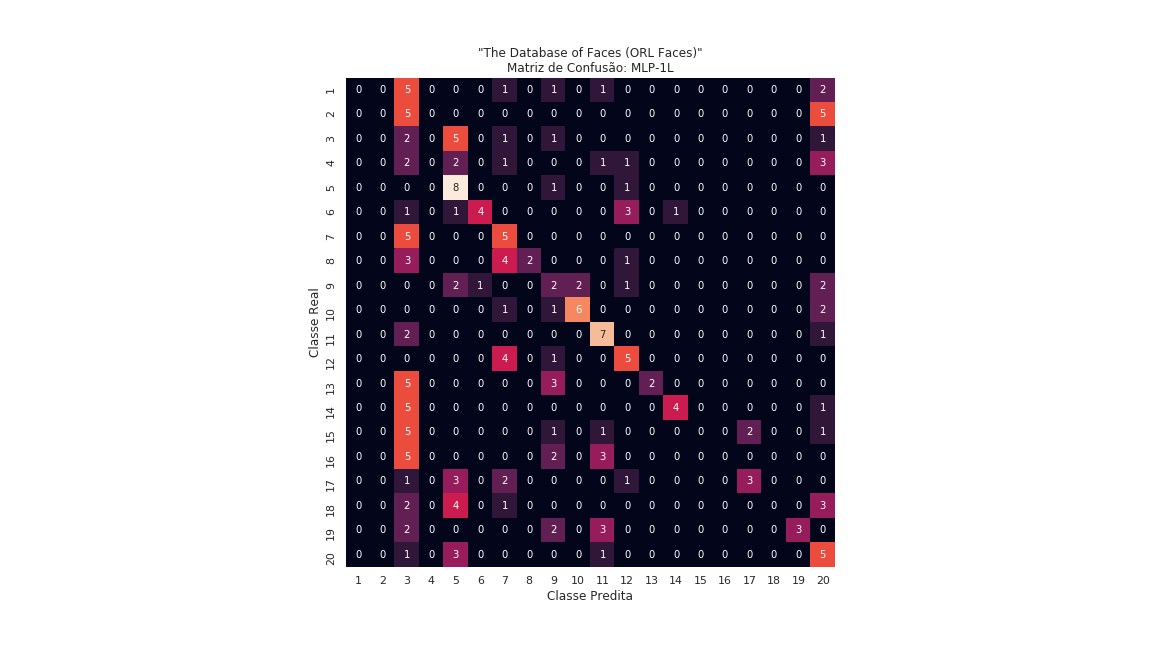 "The Database of Faces (ORL Faces)"
Matriz de Confusão: MLP-1L
Classe Real
1 0 0 5 0 0 0 1 0 1 0 1 0 0 0 0 0 0 0 0 2
2 0 0 5 0 0 0 0 0 0 0 0 0 0 0 0 0 0 0 0 5
3 0 0 2 0 5 0 1 0 1 0 0 0 0 0 0 0 0 0 0 1
4 0 0 2 0 2 0 1 0 0 0 1 1 0 0 0 0 0 0 0 3
5 0 0 0 0 8 0 0 0 1 0 0 1 0 0 0 0 0 0 0 0
6 0 0 1 0 1 4 0 0 0 0 0 3 0 1 0 0 0 0 0 0
7 0 0 5 0 0 0 5 0 0 0 0 0 0 0 0 0 0 0 0 0
8 0 0 3 0 0 0 4 2 0 0 0 1 0 0 0 0 0 0 0 0
9 0 0 0 0 2 1 0 0 2 2 0 1 0 0 0 0 0 0 0 2
10 0 0 0 0 0 0 1 0 1 6 0 0 0 0 0 0 0 0 0 2
11 0 0 2 0 0 0 0 0 0 0 7 0 0 0 0 0 0 0 0 1
12 0 0 0 0 0 0 4 0 1 0 0 5 0 0 0 0 0 0 0 0
13 0 0 5 0 0 0 0 0 3 0 0 0 2 0 0 0 0 0 0 0
14 0 0 5 0 0 0 0 0 0 0 0 0 0 4 0 0 0 0 0 1
15 0 0 5 0 0 0 0 0 1 0 1 0 0 0 0 0 2 0 0 1
16 0 0 5 0 0 0 0 0 2 0 3 0 0 0 0 0 0 0 0 0
17 0 0 1 0 3 0 2 0 0 0 0 1 0 0 0 0 3 0 0 0
18 0 0 2 0 4 0 1 0 0 0 0 0 0 0 0 0 0 0 0 3
19 0 0 2 0 0 0 0 0 2 0 3 0 0 0 0 0 0 0 3 0
20 0 0 1 0 3 0 0 0 0 0 1 0 0 0 0 0 0 0 0 5
1 2 3 4 5 6 7 8 9 10 11 12 13 14 15 16 17 18 19 20
Classe Predita